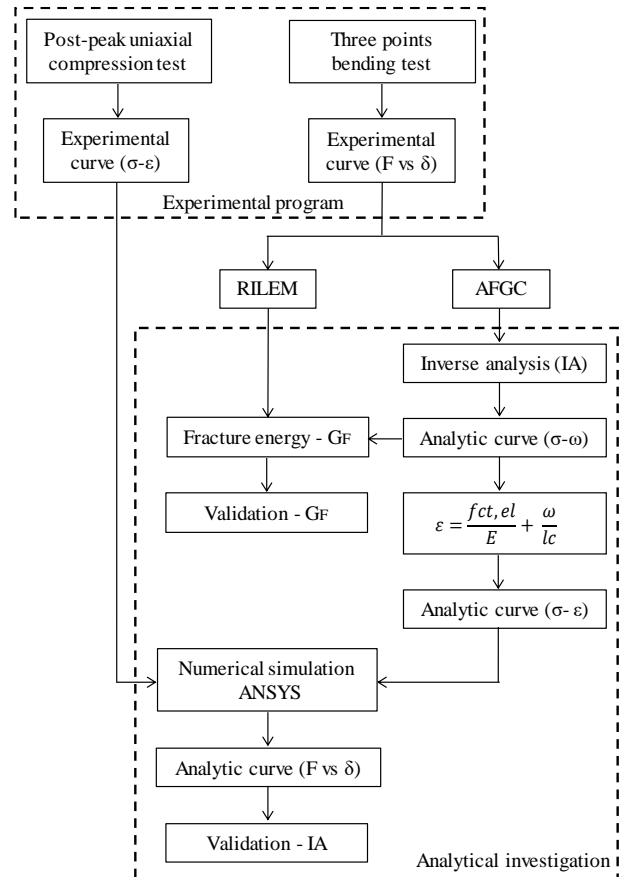 Post-peak uniaxial
compression test
Three points
bending test
Experimental
curve (σ-ε)
Experimental
curve (F vs δ)
Experimental program
RILEM
AFGC
Inverse analysis (IA)
Fracture energy - GF
Analytic curve (σ-ω)
Validation - GF
ε = fct, el / E + ω / lc
Analytic curve (σ- ε)
Numerical simulation
ANSYS
Analytic curve (F vs δ)
Validation - IA
Analytical investigation